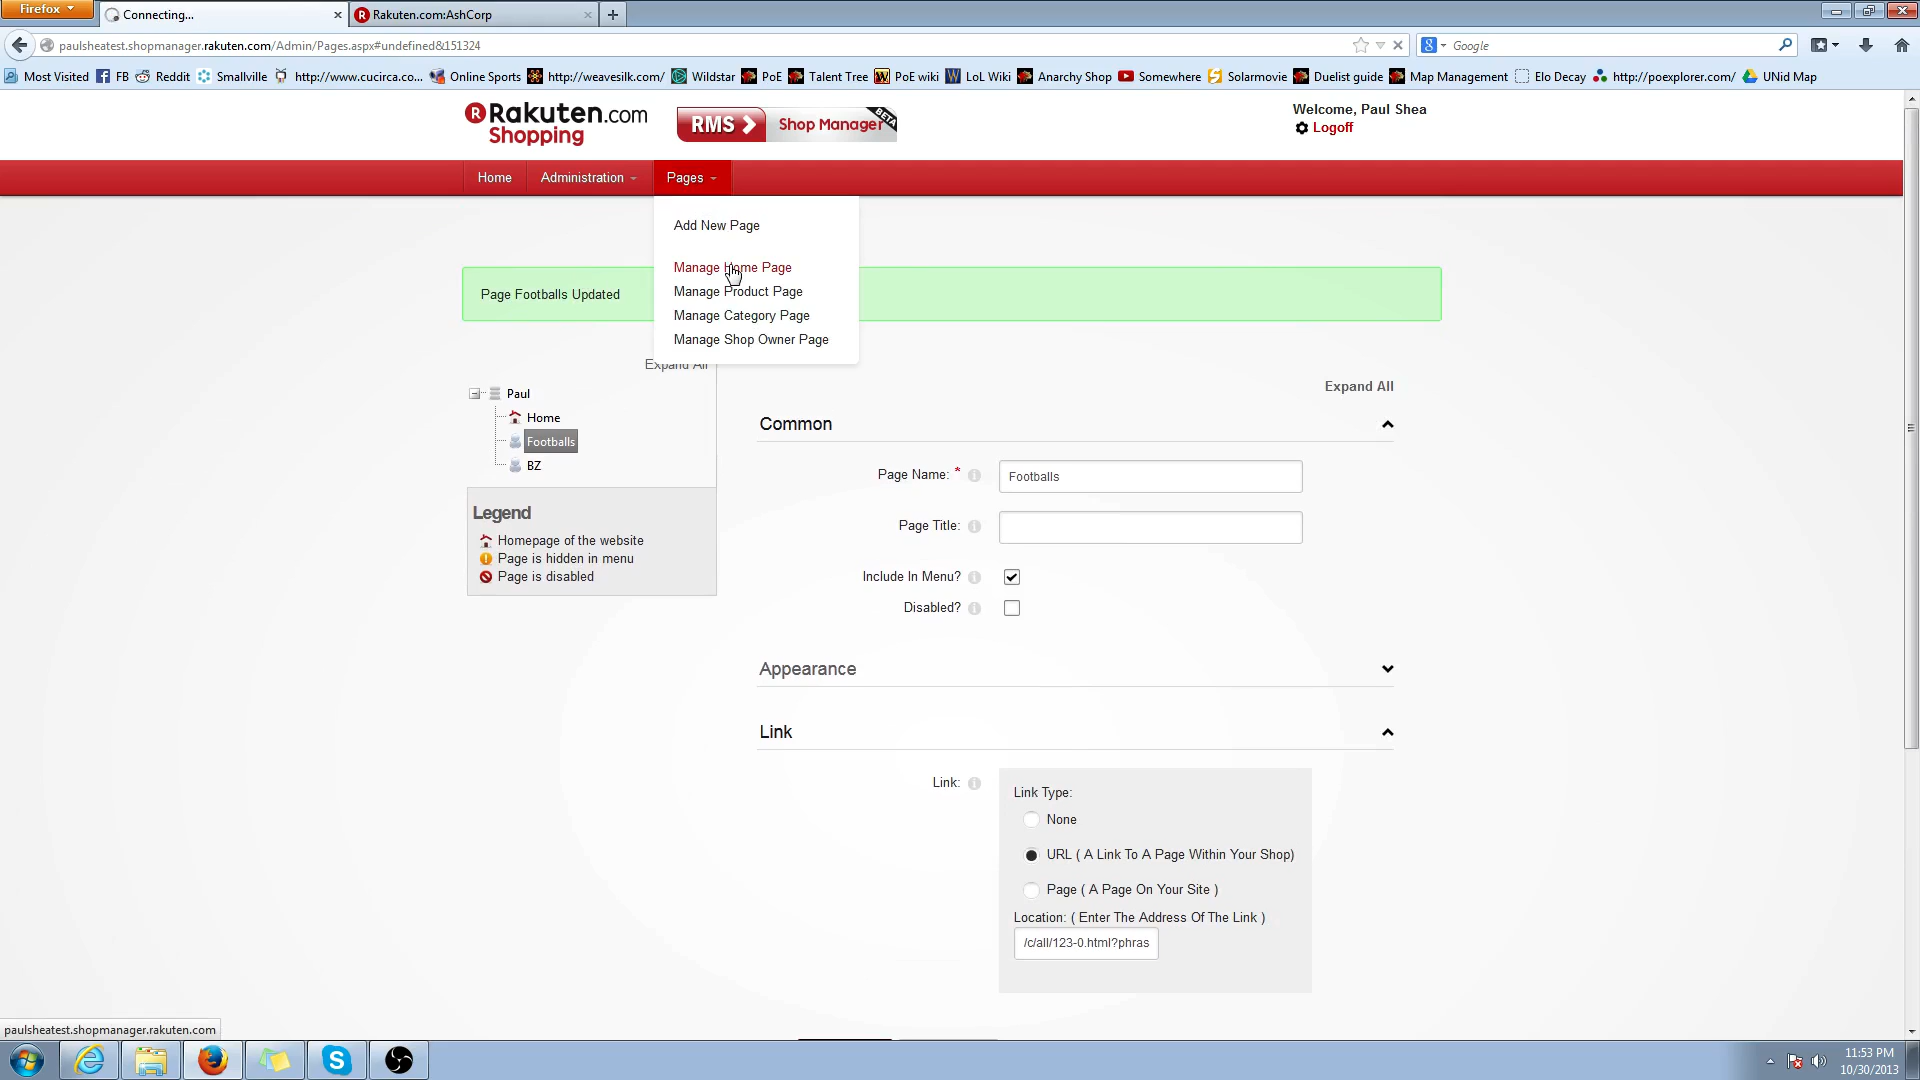 Firefox
Connecting...
Rakuten.com:AshCorp
paulsheatest.shopmanager.rakuten.com/Admin/Pages.aspx#undefined&151324
Google
Most Visited
FB
Reddit
Smallville
http://www.cucirca.co...
Online Sports
http://weavesilk.com/
Wildstar
PoE
Talent Tree
PoE wiki
LoL Wiki
Anarchy Shop
Somewhere
Solarmovie
Duelist guide
Map Management
Elo Decay
http://poexplorer.com/
UNid Map
Rakuten.com
Shopping
RMS
Shop Manager
BETA
Welcome, Paul Shea
Logoff
Home
Administration
Pages
Add New Page
Manage Home Page
Manage Product Page
Manage Category Page
Manage Shop Owner Page
Page Footballs Updated
Expand All
Paul
Home
Footballs
BZ
Legend
Homepage of the website
Page is hidden in menu
Page is disabled
Expand All
Common
Page Name: *
Footballs
Page Title:
Include In Menu?
Disabled?
Appearance
Link
Link:
Link Type:
None
URL ( A Link To A Page Within Your Shop)
Page ( A Page On Your Site )
Location: ( Enter The Address Of The Link )
/c/all/123-0.html?phras
paulsheatest.shopmanager.rakuten.com
11:53 PM
10/30/2013